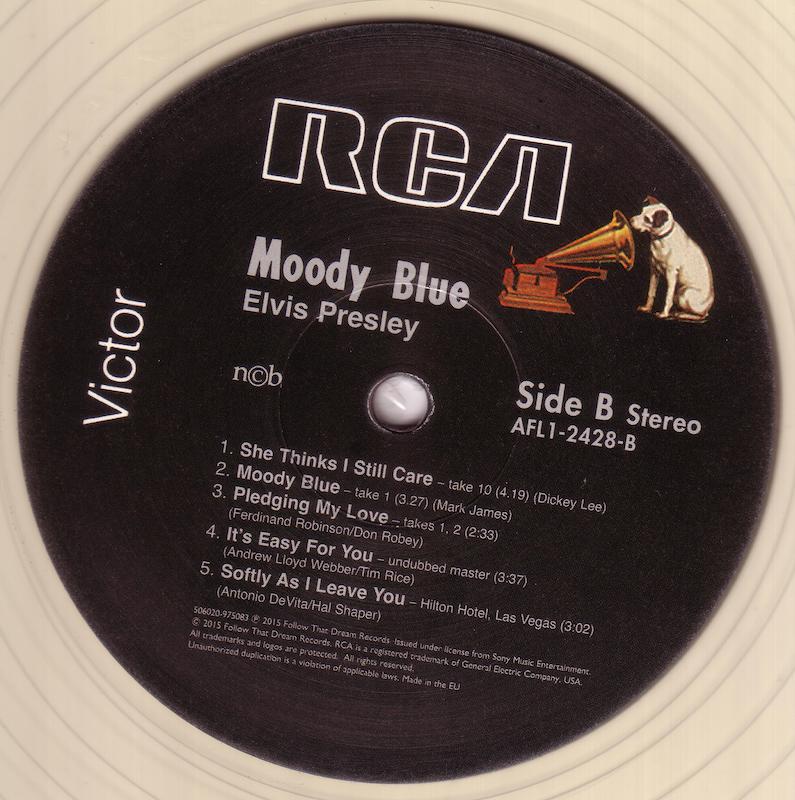 RCA
Moody Blue
Elvis Presley
Victor
n©b
Side B Stereo
AFL1-2428-B
1. She Thinks I Still Care – take 10 (4.19) (Dickey Lee)
2. Moody Blue – take 1 (3.27) (Mark James)
3. Pledging My Love – takes 1, 2 (2:33)
(Ferdinand Robinson/Don Robey)
4. It's Easy For You – undubbed master (3:37)
(Andrew Lloyd Webber/Tim Rice)
5. Softly As I Leave You – Hilton Hotel, Las Vegas (3:02)
(Antonio DeVita/Hal Shaper)
506020-975083 ℗ 2015 Follow That Dream Records. Issued under license from Sony Music Entertainment.
© 2015 Follow That Dream Records. RCA is a registered trademark of General Electric Company, USA.
All trademarks and logos are protected. All rights reserved.
Unauthorized duplication is a violation of applicable laws. Made in the EU